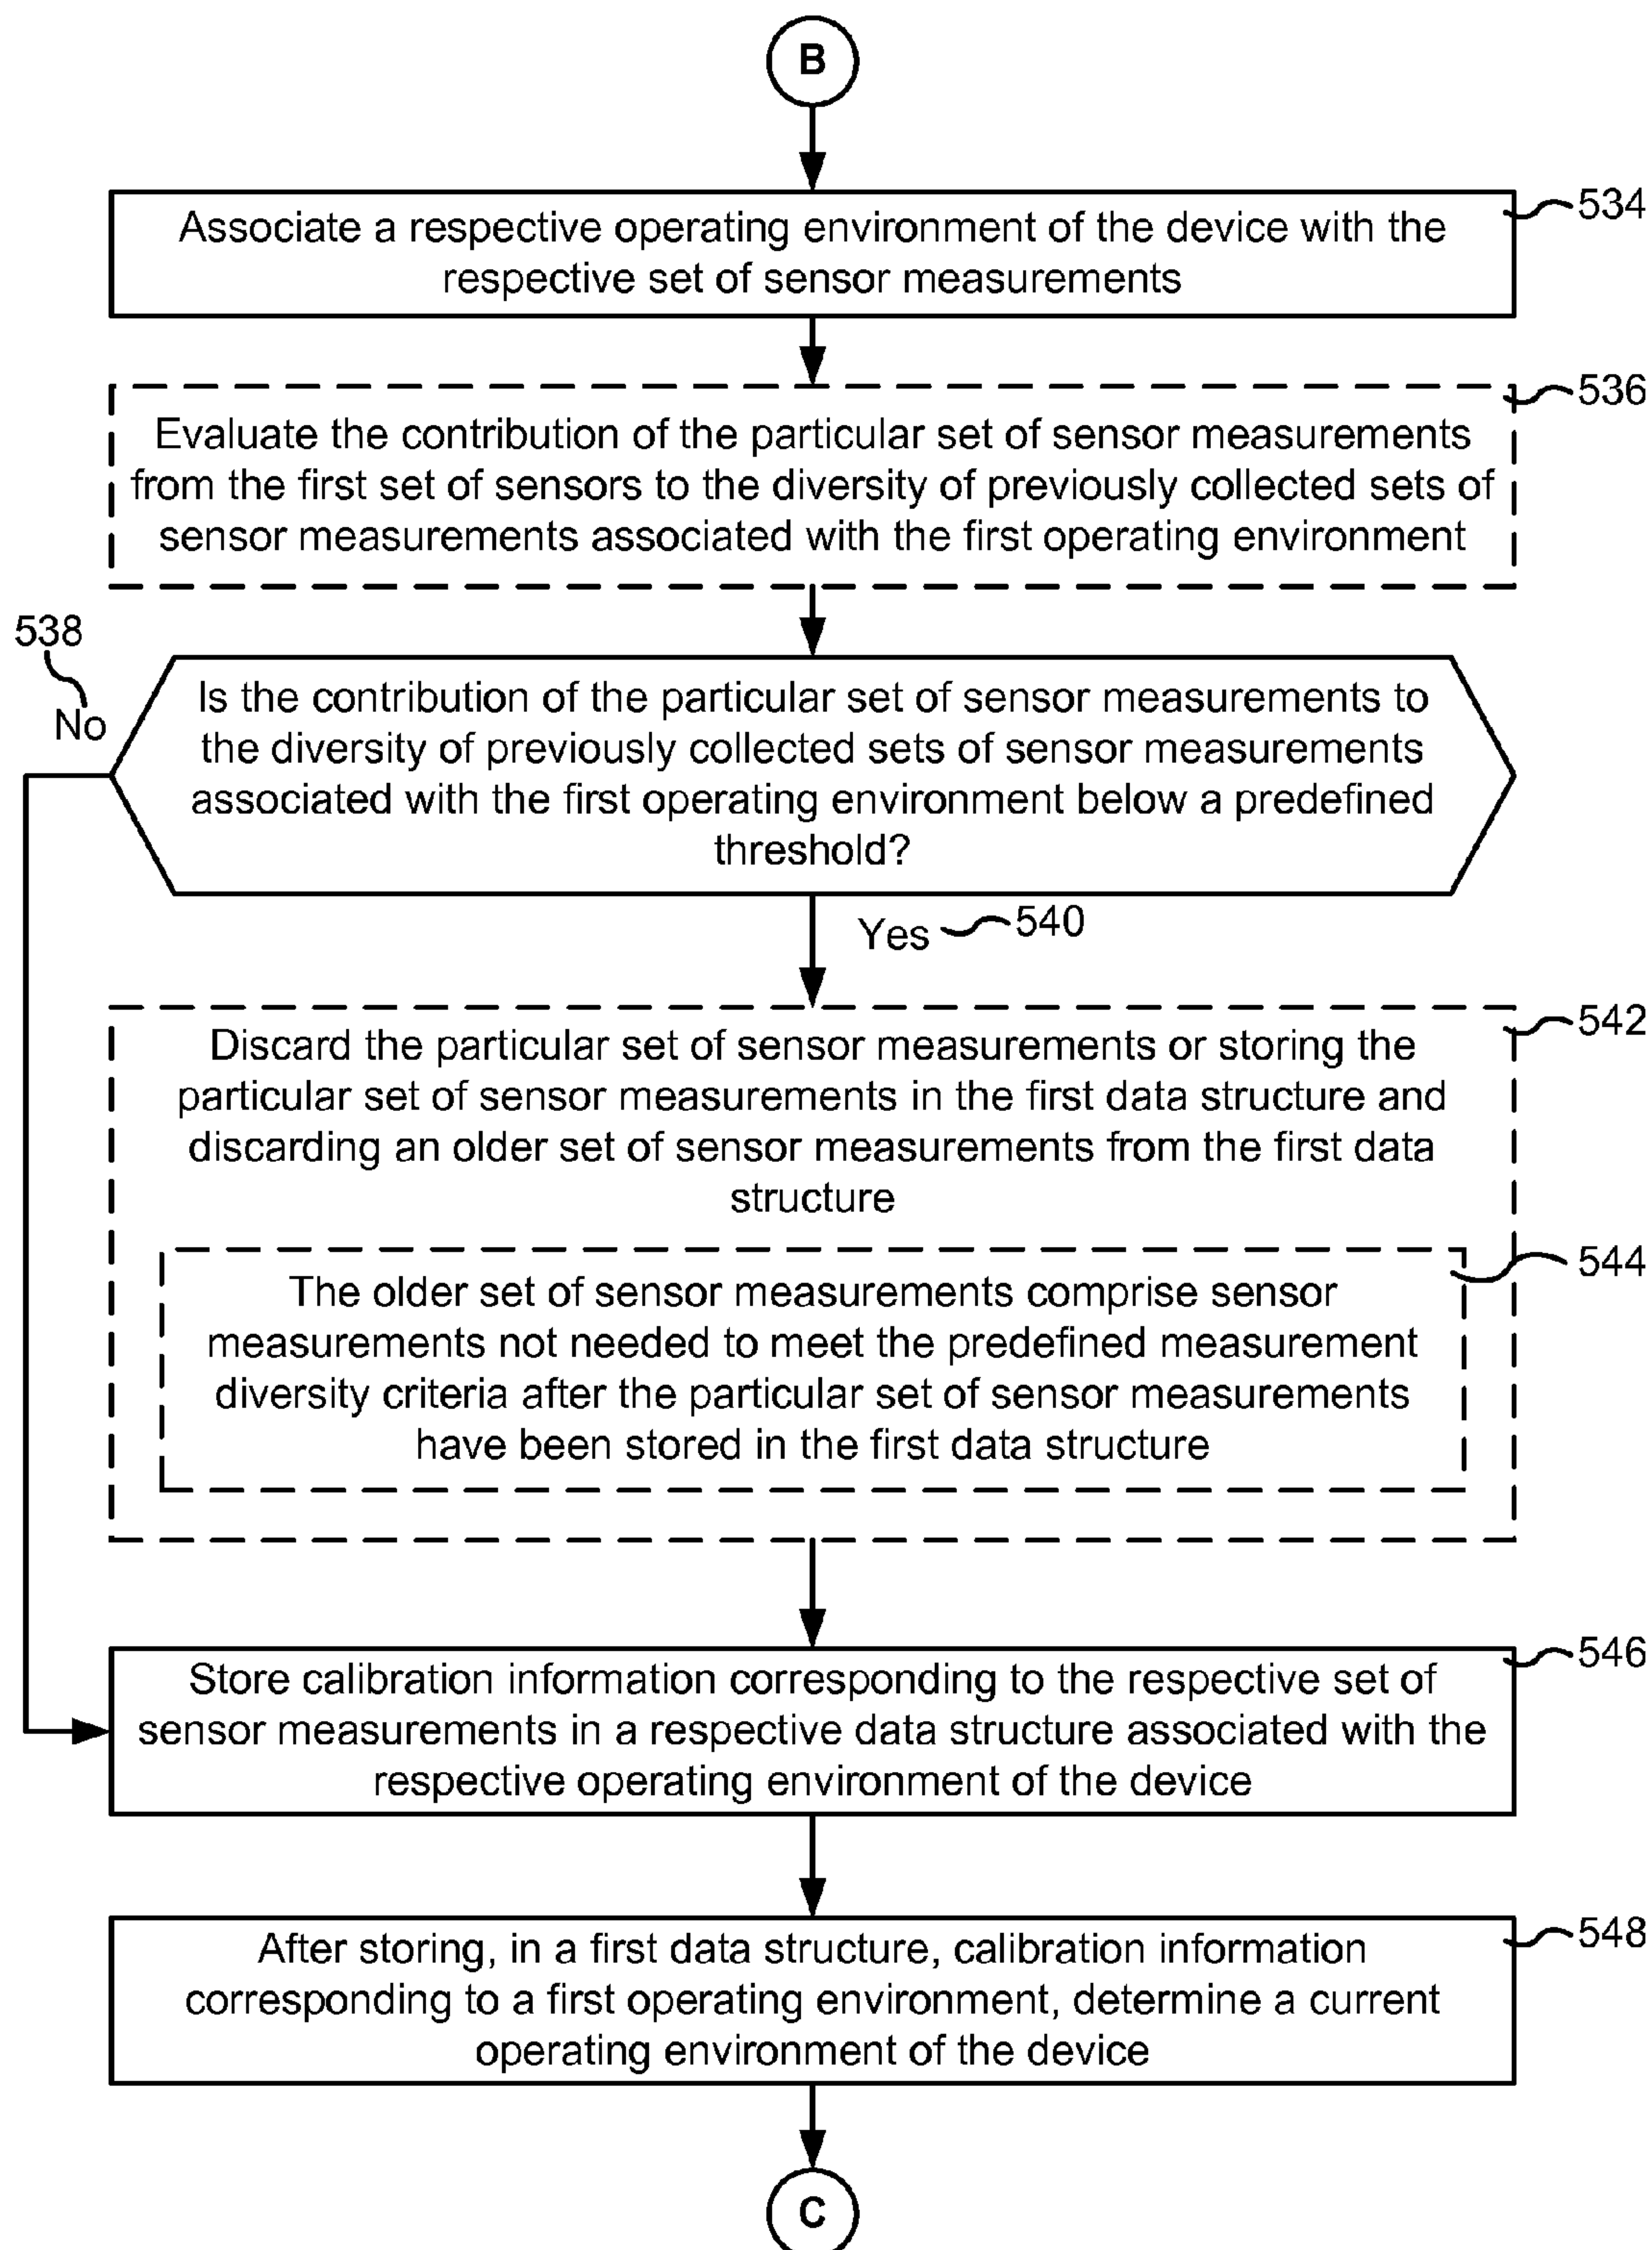 B
534
Associate a respective operating environment of the device with the
respective set of sensor measurements
536
Evaluate the contribution of the particular set of sensor measurements
from the first set of sensors to the diversity of previously collected sets of
sensor measurements associated with the first operating environment
538
No
Is the contribution of the particular set of sensor measurements to
the diversity of previously collected sets of sensor measurements
associated with the first operating environment below a predefined
threshold?
Yes
540
542
Discard the particular set of sensor measurements or storing the
particular set of sensor measurements in the first data structure and
discarding an older set of sensor measurements from the first data
structure
544
The older set of sensor measurements comprise sensor
measurements not needed to meet the predefined measurement
diversity criteria after the particular set of sensor measurements
have been stored in the first data structure
546
Store calibration information corresponding to the respective set of
sensor measurements in a respective data structure associated with the
respective operating environment of the device
548
After storing, in a first data structure, calibration information
corresponding to a first operating environment, determine a current
operating environment of the device
C